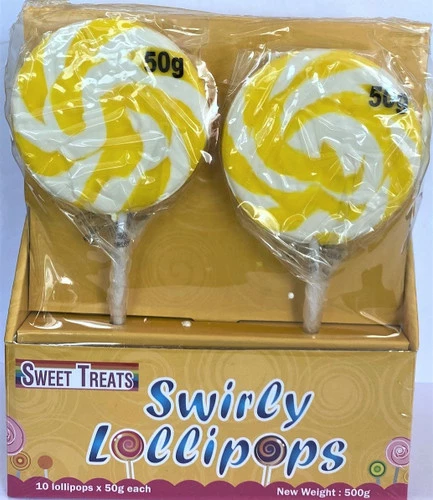 50g
50g
SWEET TREATS
Swirly
Lollipops
10 lollipops x 50g each
New Weight : 500g